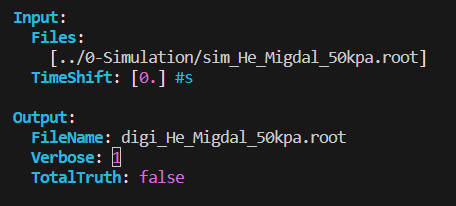 Input:
  Files:
    [../0-Simulation/sim_He_Migdal_50kpa.root]
  TimeShift: [0.] #s
Output:
  FileName: digi_He_Migdal_50kpa.root
  Verbose: 1
  TotalTruth: false